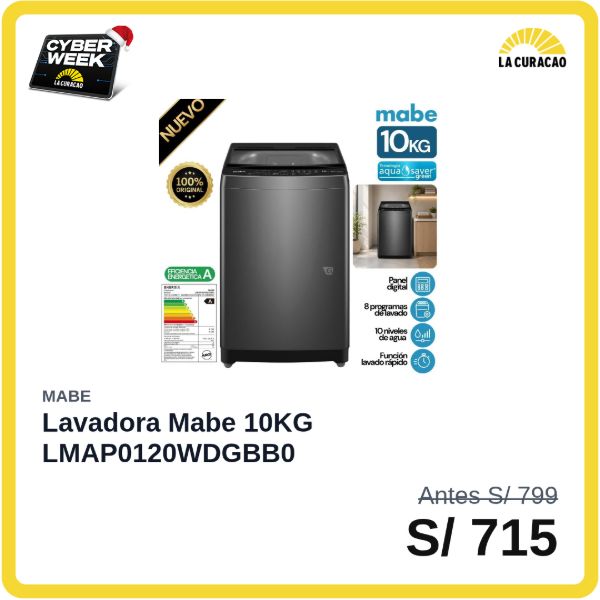 CYBER
WEEK
LA CURACAO
LA CURACAO
NUEVO
100%
ORIGINAL
mabe
10KG
Tecnología
aqua saver
green
EFICIENCIA
ENERGÉTICA A
Panel
digital
8 programas
de lavado
10 niveles
de agua
Función
lavado rápido
MABE
Lavadora Mabe 10KG
LMAP0120WDGBB0
Antes S/ 799
S/ 715